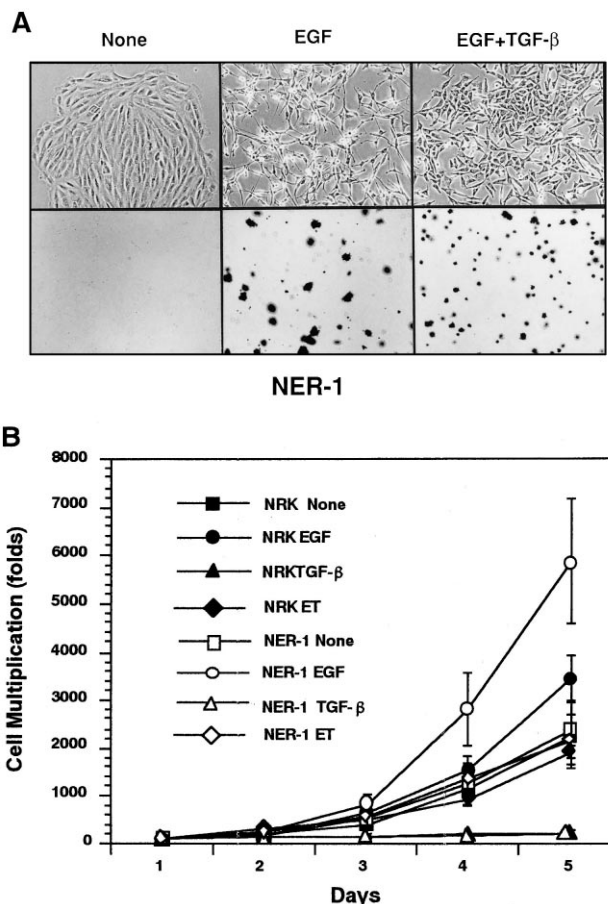 A
None EGF EGF+TGF-β
NER-1
B
Cell Multiplication (folds)
8000
7000
6000
5000
4000
3000
2000
1000
0
NRK None
NRK EGF
NRKTGF-β
NRK ET
NER-1 None
NER-1 EGF
NER-1 TGF-β
NER-1 ET
1 2 3 4 5
Days